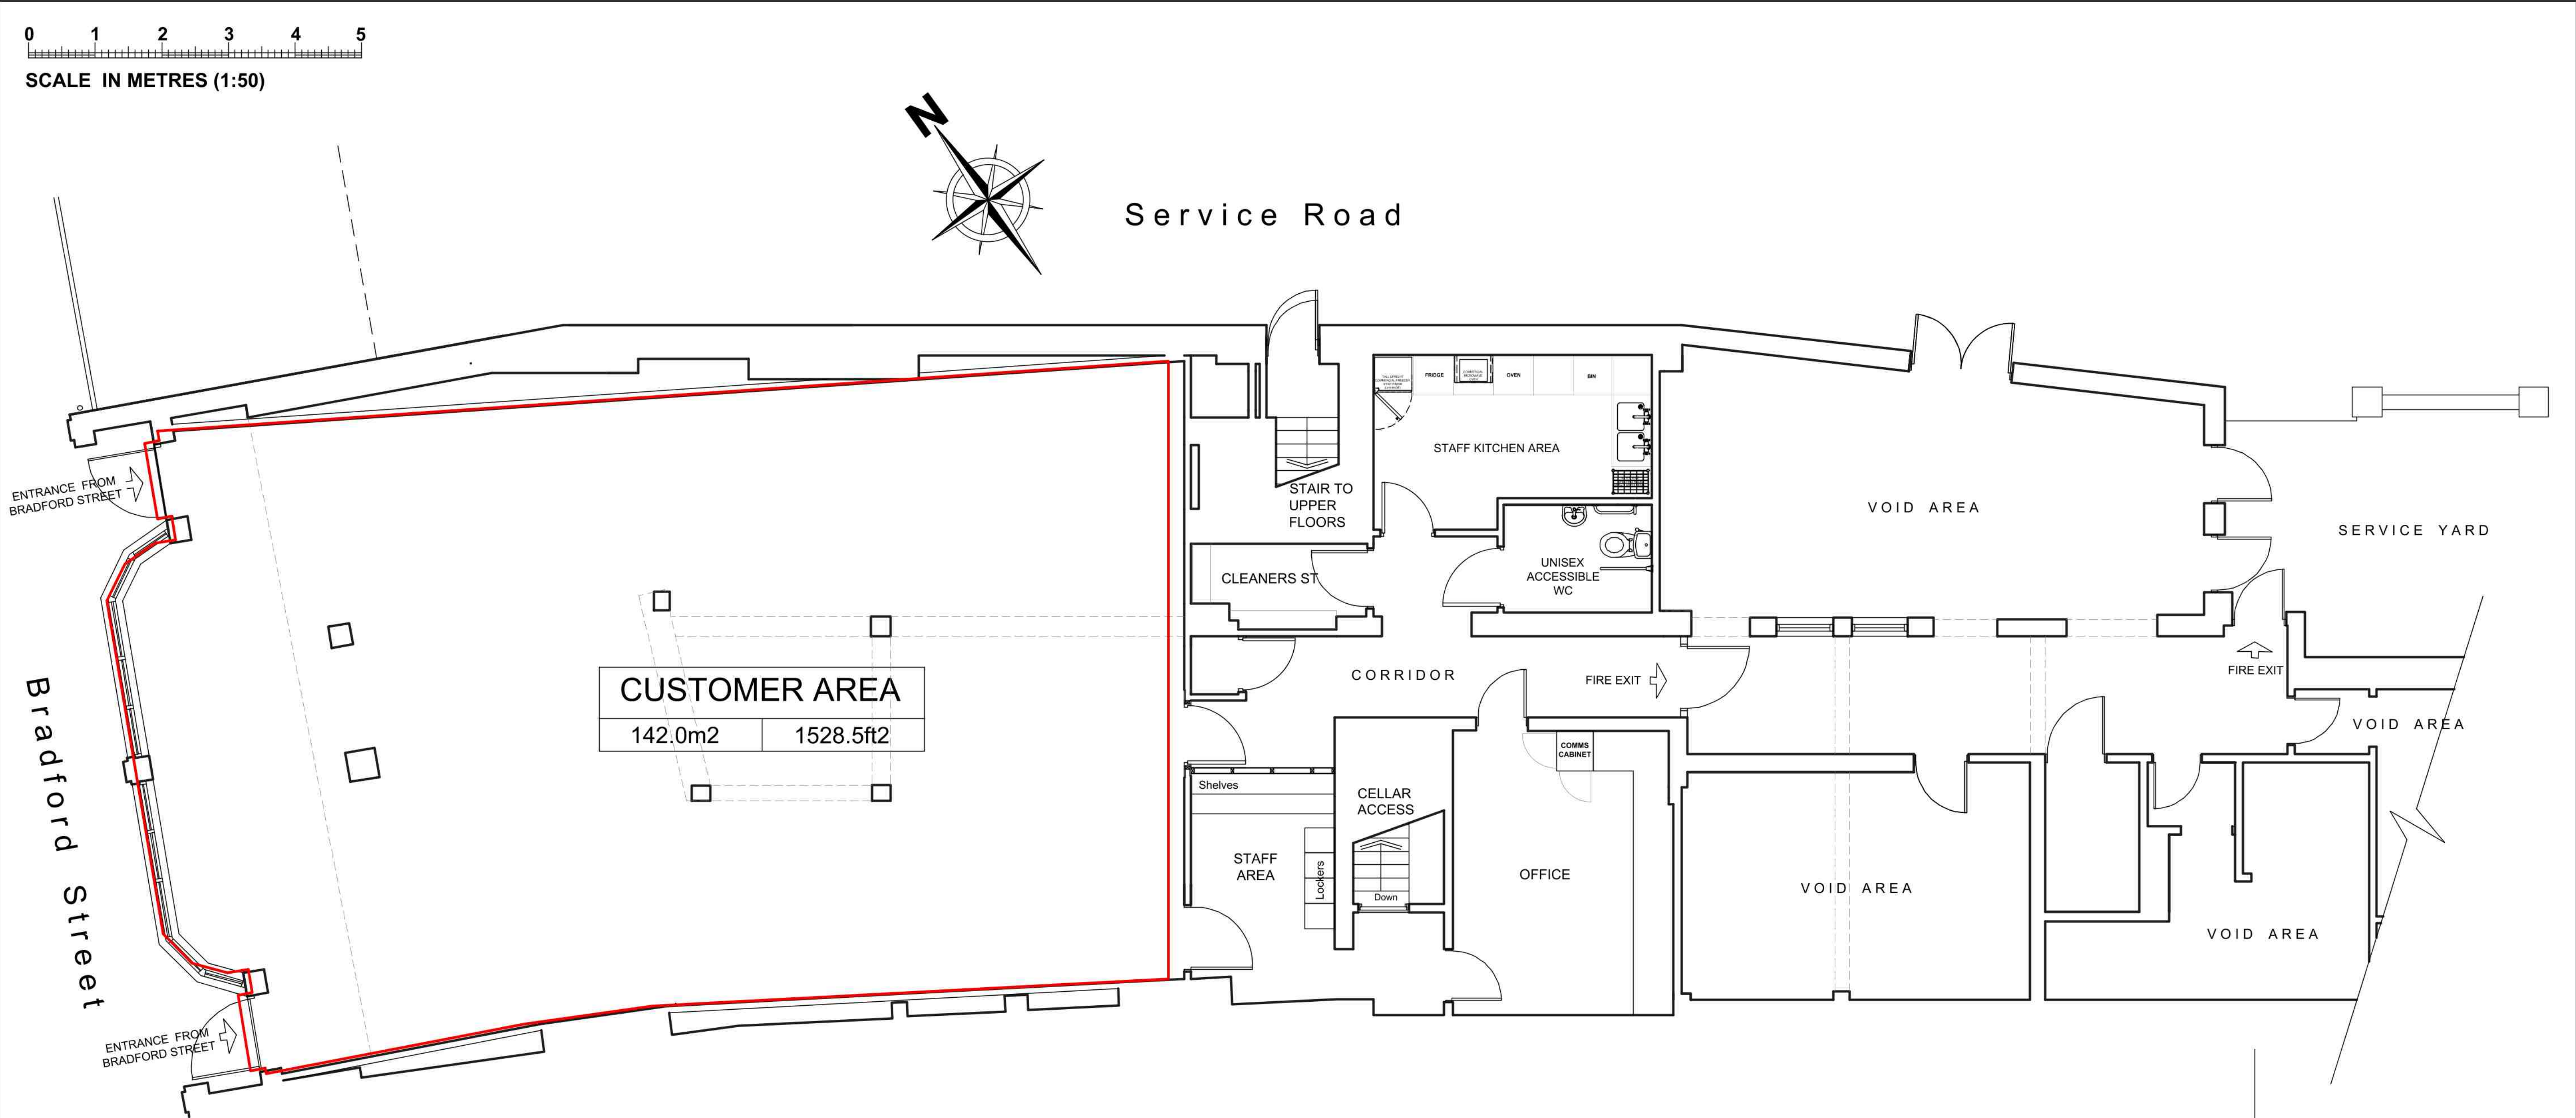 0 1 2 3 4 5
SCALE IN METRES (1:50)
N
Service Road
FRIDGE
OVEN
BIN
STAFF KITCHEN AREA
ENTRANCE FROM
BRADFORD STREET
STAIR TO
UPPER
FLOORS
VOID AREA
SERVICE YARD
CLEANERS ST
UNISEX
ACCESSIBLE
WC
CORRIDOR
FIRE EXIT
FIRE EXIT
CUSTOMER AREA
142.0m2 1528.5ft2
VOID AREA
COMMS
CABINET
Shelves
CELLAR
ACCESS
Bradford Street
STAFF
AREA
Lockers
Down
OFFICE
VOID AREA
VOID AREA
ENTRANCE FROM
BRADFORD STREET